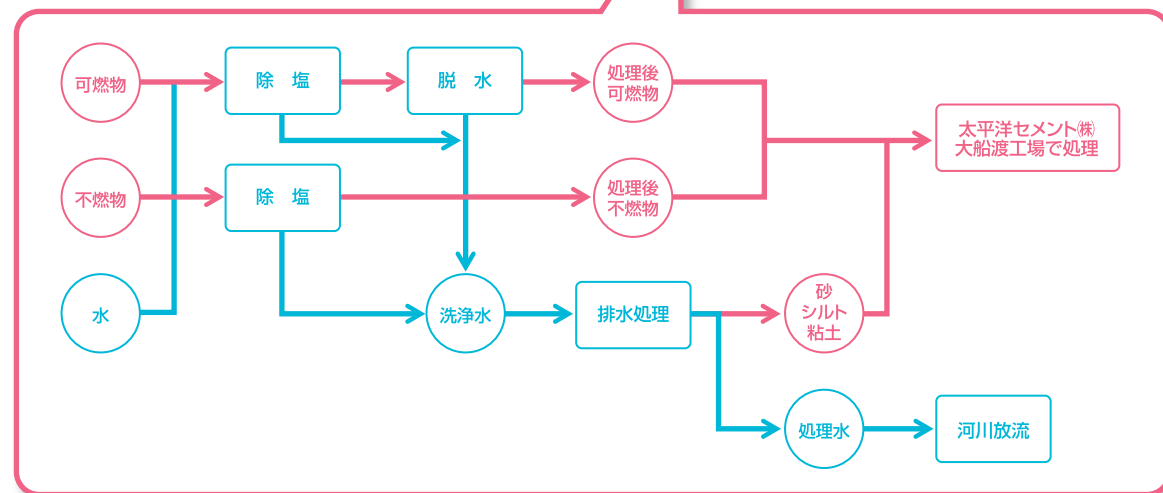 可燃物
除　塩
脱　水
処理後
可燃物
太平洋セメント㈱
大船渡工場で処理
不燃物
除　塩
処理後
不燃物
水
洗浄水
排水処理
砂
シルト
粘土
処理水
河川放流